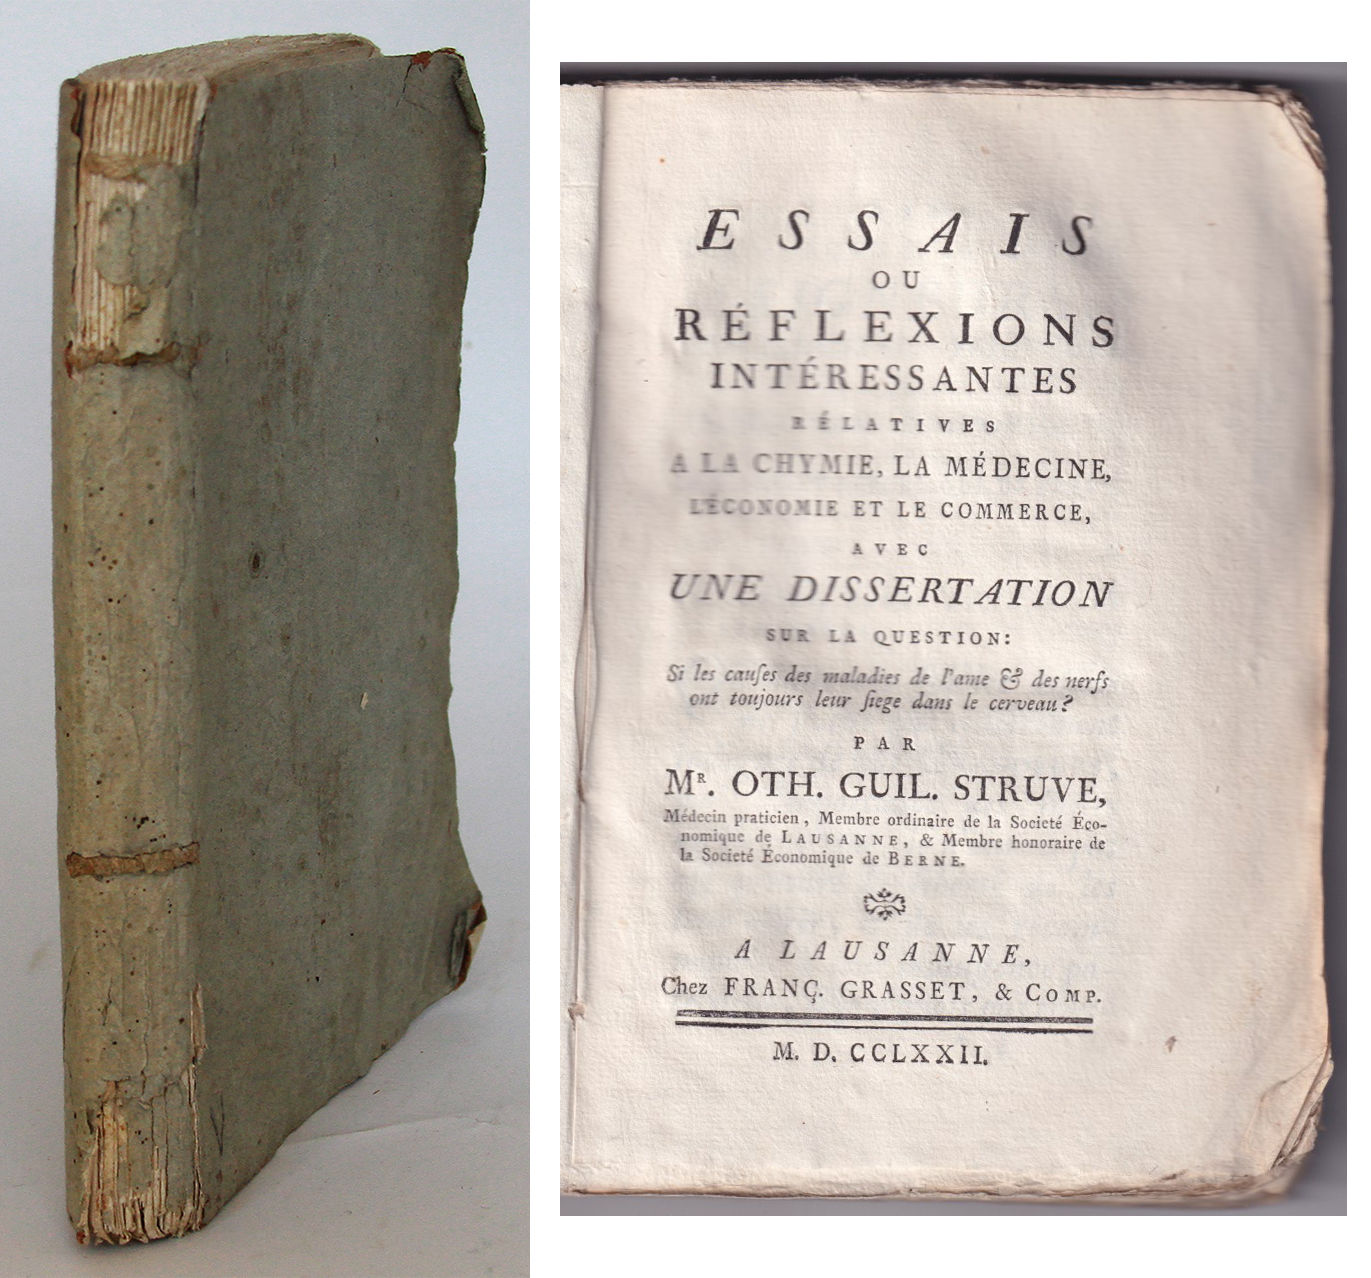 ESSAIS
OU
RÉFLEXIONS
INTÉRESSANTES
RÉLATIVES
A LA CHYMIE, LA MÉDECINE,
L'ÉCONOMIE ET LE COMMERCE,
AVEC
UNE DISSERTATION
SUR LA QUESTION:
Si les cauſes des maladies de l'ame & des nerfs
ont toujours leur ſiege dans le cerveau?
PAR
MR. OTH. GUIL. STRUVE,
Médecin praticien, Membre ordinaire de la Societé Éco-
nomique de LAUSANNE, & Membre honoraire de
la Societé Économique de BERNE.
A LAUSANNE,
Chez FRANÇ. GRASSET, & COMP.
M. D. CCLXXII.